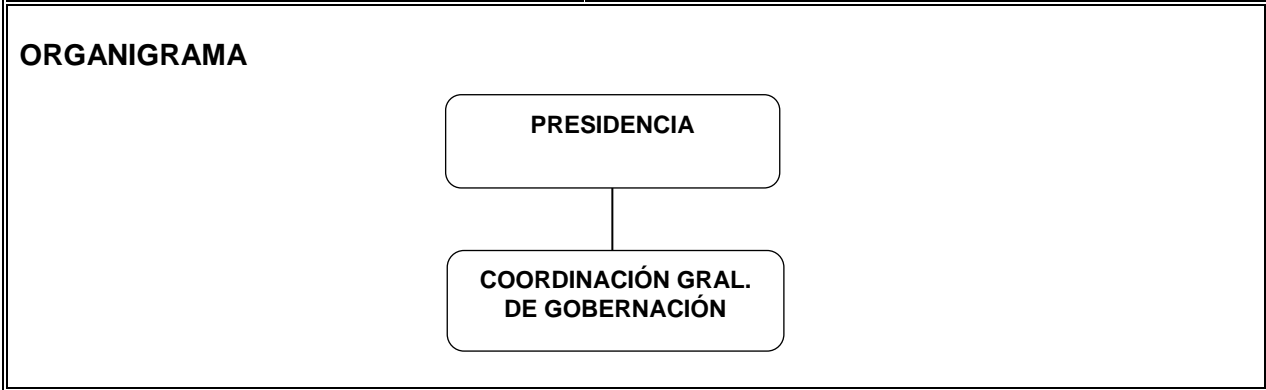 ORGANIGRAMA
PRESIDENCIA
COORDINACIÓN GRAL.
DE GOBERNACIÓN